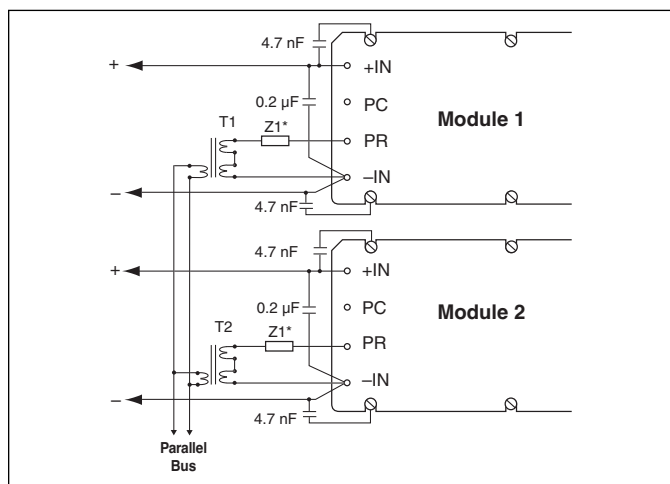 4.7 nF
+
+IN
0.2 µF
PC
Module 1
T1
Z1*
PR
–IN
–
4.7 nF
4.7 nF
+
+IN
0.2 µF
PC
Module 2
T2
Z1*
PR
–IN
–
4.7 nF
Parallel
Bus